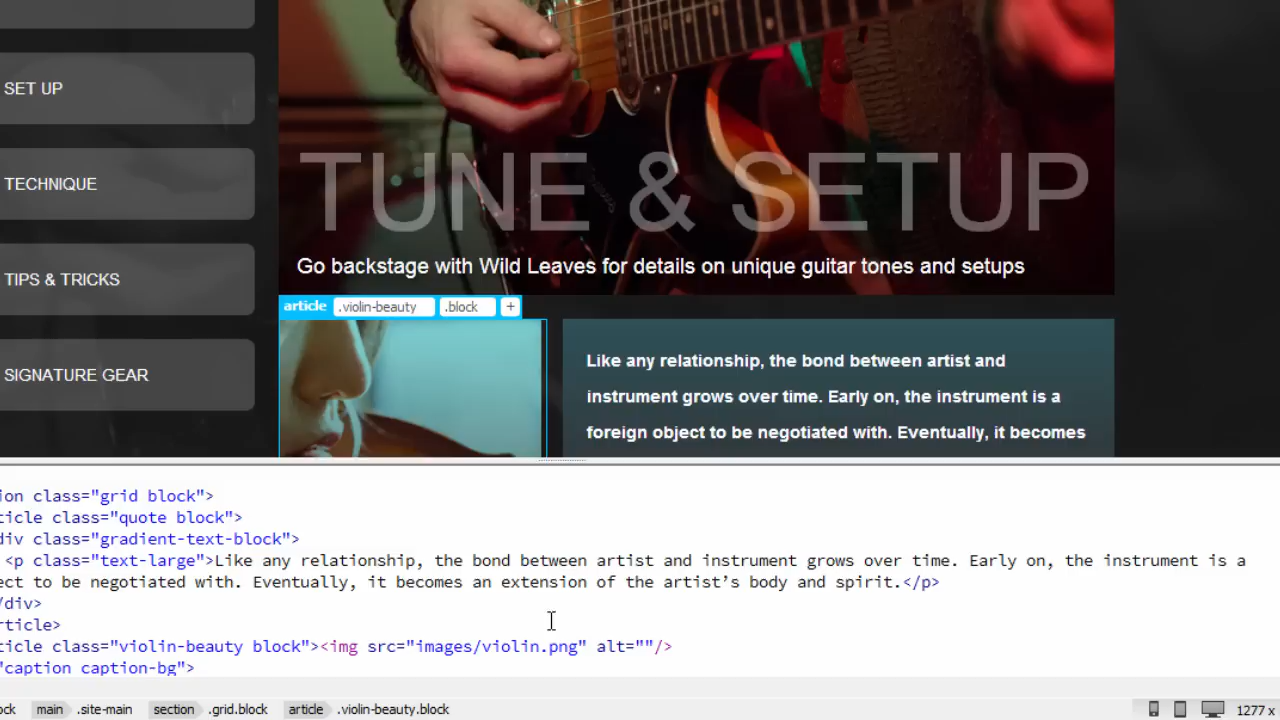 SET UP
TECHNIQUE
TIPS & TRICKS
SIGNATURE GEAR
TUNE & SETUP
Go backstage with Wild Leaves for details on unique guitar tones and setups
article .violin-beauty .block +
Like any relationship, the bond between artist and
instrument grows over time. Early on, the instrument is a
foreign object to be negotiated with. Eventually, it becomes
ion class="grid block">
ticle class="quote block">
div class="gradient-text-block">
<p class="text-large">Like any relationship, the bond between artist and instrument grows over time. Early on, the instrument is a
ect to be negotiated with. Eventually, it becomes an extension of the artist’s body and spirit.</p>
/div>
rticle>
ticle class="violin-beauty block"><img src="images/violin.png" alt=""/>
"caption caption-bg">
ock main .site-main section .grid.block article .violin-beauty.block 1277 x